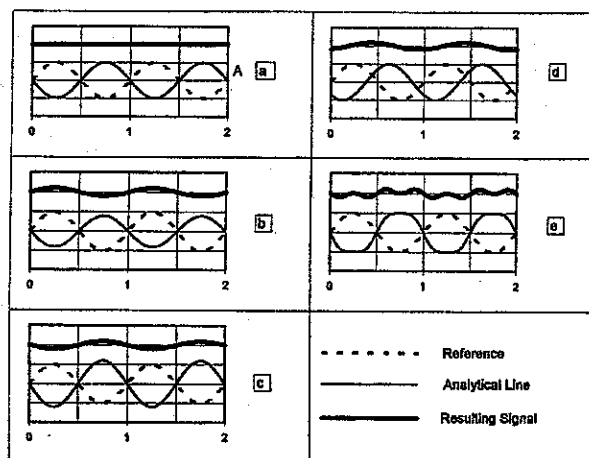 A a
0 1 2
d
0 1 2
b
0 1 2
e
0 1 2
c
0 1 2
Reference
Analytical Line
Resulting Signal